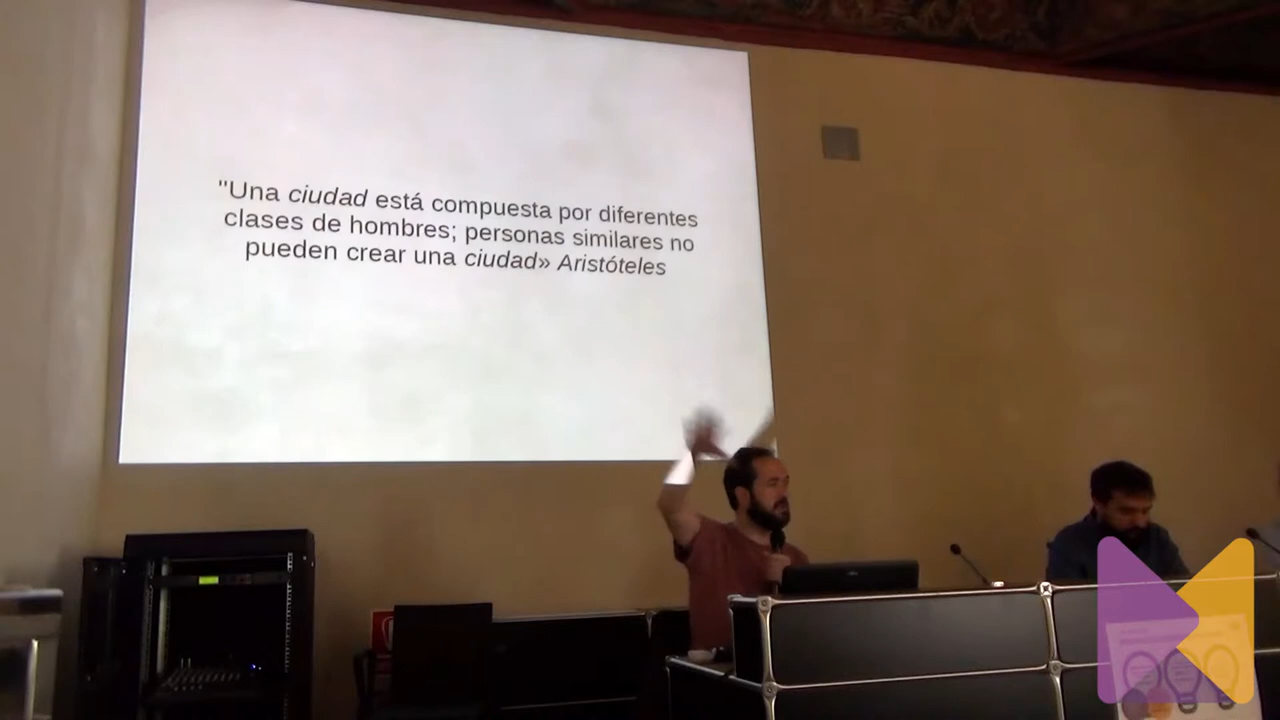 "Una ciudad está compuesta por diferentes
clases de hombres; personas similares no
pueden crear una ciudad» Aristóteles